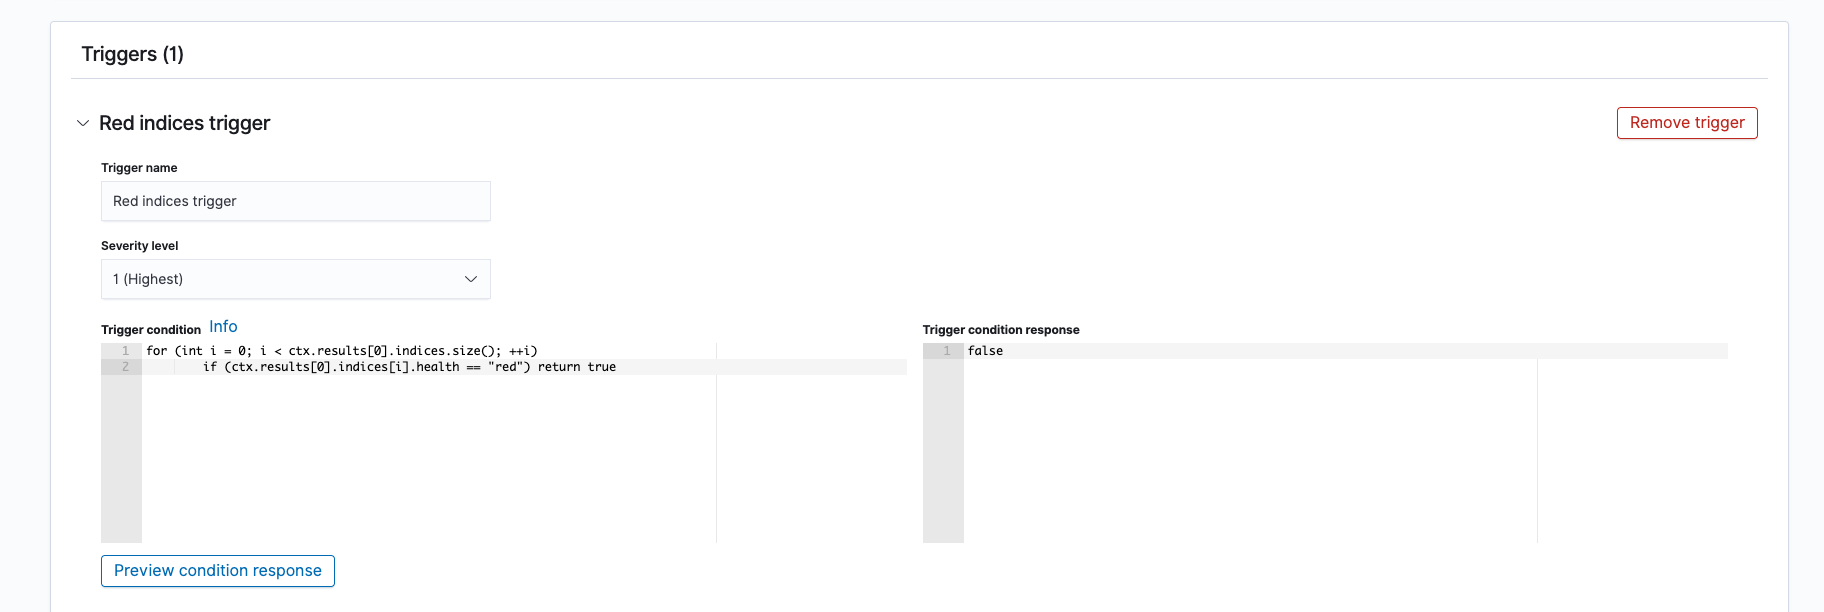 Triggers (1)
Red indices trigger
Remove trigger
Trigger name
Red indices trigger
Severity level
1 (Highest)
Trigger condition Info
1 for (int i = 0; i < ctx.results[0].indices.size(); ++i)
2 if (ctx.results[0].indices[i].health == "red") return true
Trigger condition response
1 false
Preview condition response